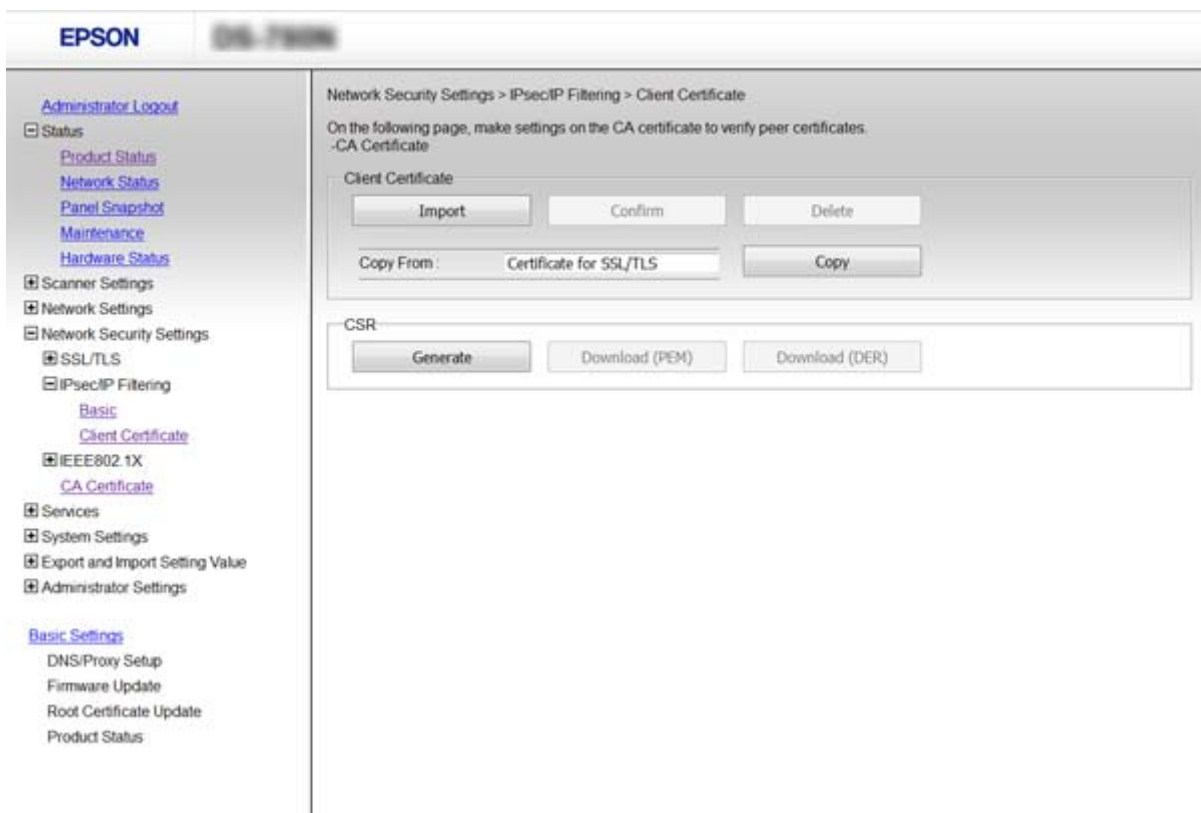 EPSON
Administrator Logout
Status
Product Status
Network Status
Panel Snapshot
Maintenance
Hardware Status
Scanner Settings
Network Settings
Network Security Settings
SSL/TLS
IPsec/IP Filtering
Basic
Client Certificate
IEEE802.1X
CA Certificate
Services
System Settings
Export and Import Setting Value
Administrator Settings
Basic Settings
DNS/Proxy Setup
Firmware Update
Root Certificate Update
Product Status
Network Security Settings > IPsec/IP Filtering > Client Certificate
On the following page, make settings on the CA certificate to verify peer certificates.
-CA Certificate
Client Certificate
Import Confirm Delete
Copy From : Certificate for SSL/TLS Copy
CSR
Generate Download (PEM) Download (DER)